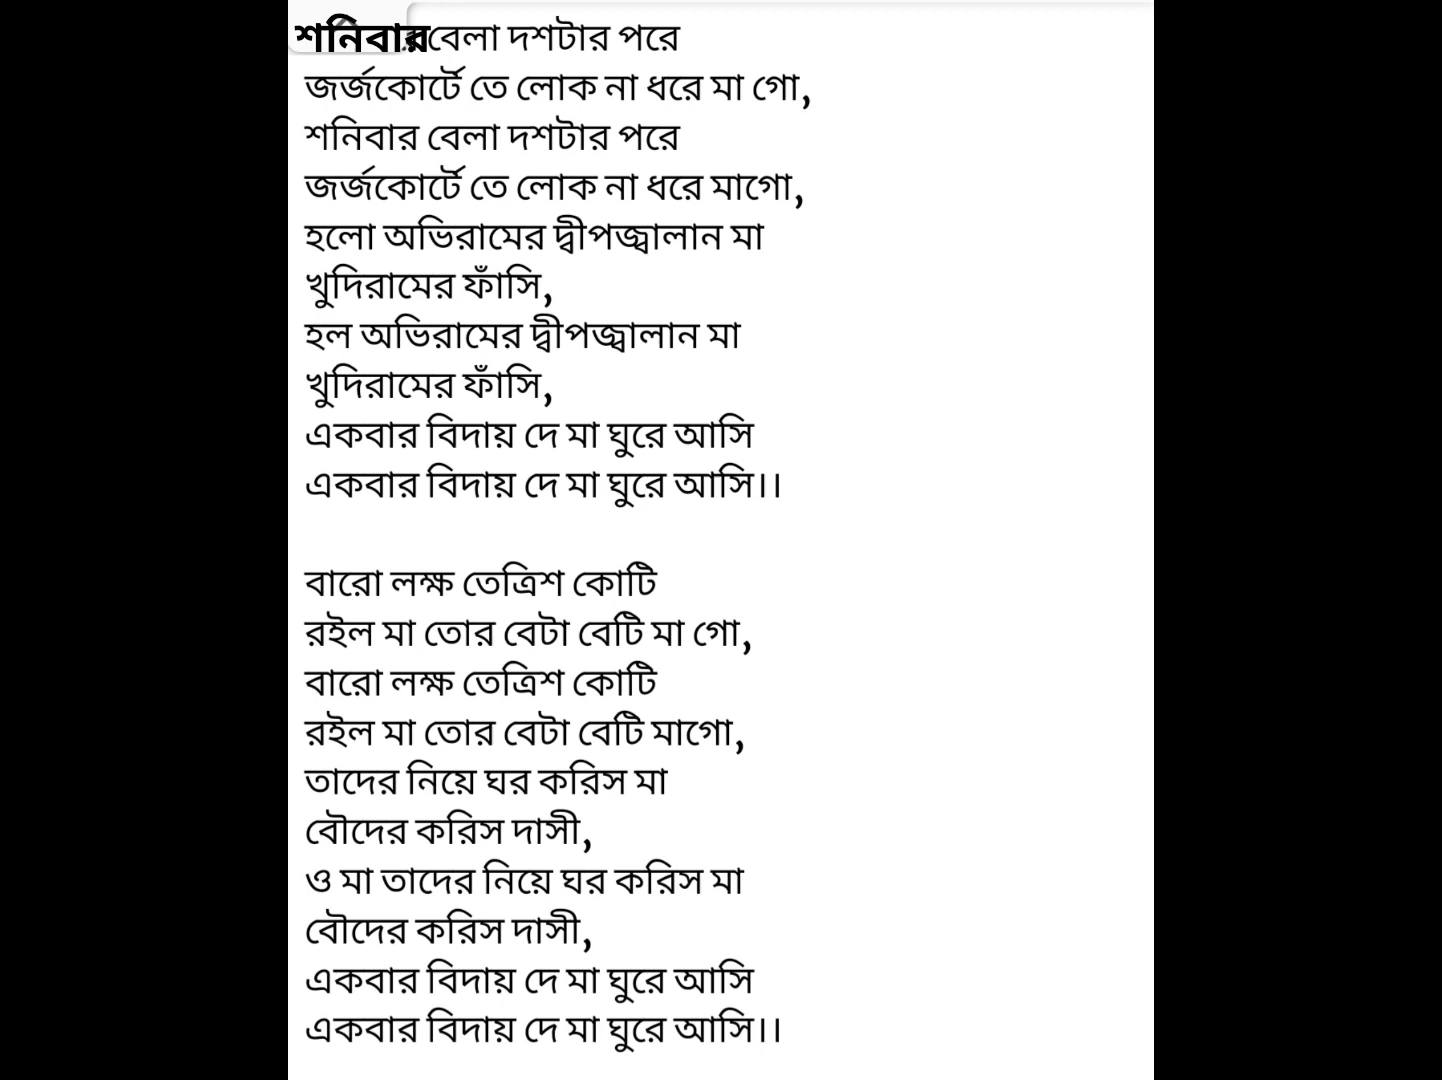 শনিবার বেলা দশটার পরে
জর্জকোর্টে তে লোক না ধরে মা গো,
শনিবার বেলা দশটার পরে
জর্জকোর্টে তে লোক না ধরে মাগো,
হলো অভিরামের দ্বীপজ্বালান মা
খুদিরামের ফাঁসি,
হল অভিরামের দ্বীপজ্বালান মা
খুদিরামের ফাঁসি,
একবার বিদায় দে মা ঘুরে আসি
একবার বিদায় দে মা ঘুরে আসি।।
বারো লক্ষ তেত্রিশ কোটি
রইল মা তোর বেটা বেটি মা গো,
বারো লক্ষ তেত্রিশ কোটি
রইল মা তোর বেটা বেটি মাগো,
তাদের নিয়ে ঘর করিস মা
বৌদের করিস দাসী,
ও মা তাদের নিয়ে ঘর করিস মা
বৌদের করিস দাসী,
একবার বিদায় দে মা ঘুরে আসি
একবার বিদায় দে মা ঘুরে আসি।।